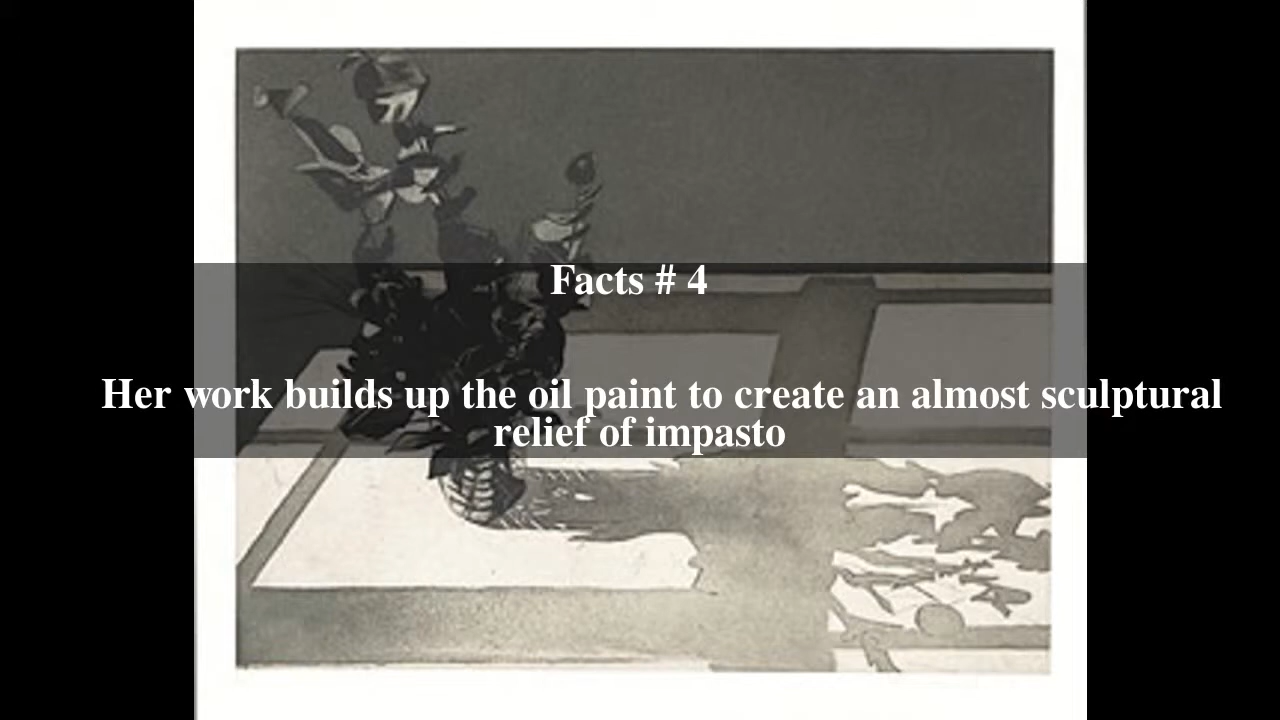 Facts # 4
Her work builds up the oil paint to create an almost sculptural
relief of impasto